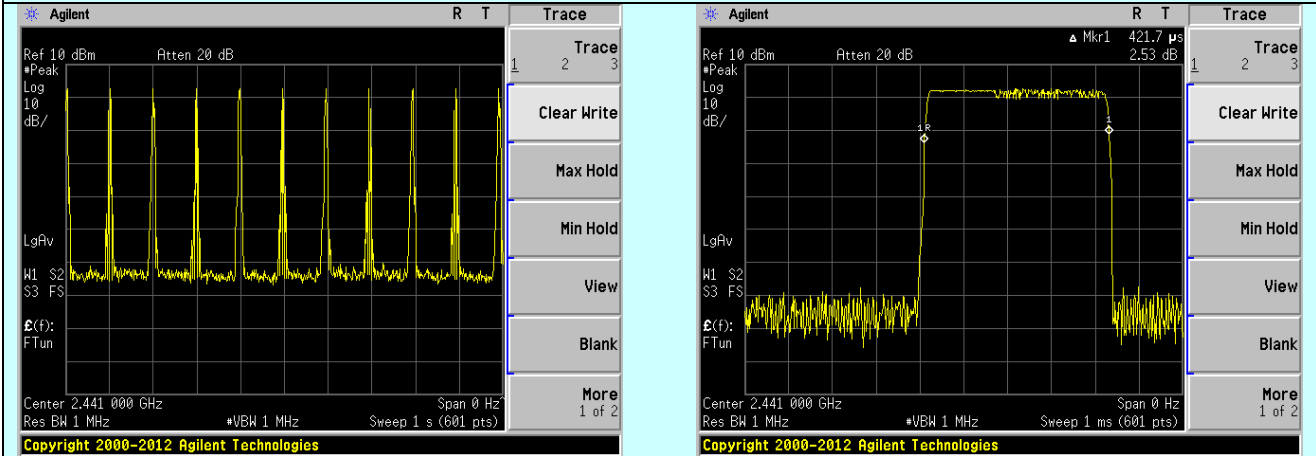 Agilent R T Trace
Ref 10 dBm Atten 20 dB
#Peak
Log
10
dB/
LgAv
W1 S2
S3 FS
£(f):
FTun
Center 2.441 000 GHz Span 0 Hz^
Res BW 1 MHz #VBW 1 MHz Sweep 1 s (601 pts)
Copyright 2000-2012 Agilent Technologies
Trace
1 2 3
Clear Write
Max Hold
Min Hold
View
Blank
More
1 of 2
Agilent R T Trace
Δ Mkr1 421.7 µs
Ref 10 dBm Atten 20 dB 2.53 dB
#Peak
Log
10
dB/
1R
1
LgAv
W1 S2
S3 FS
£(f):
FTun
Center 2.441 000 GHz Span 0 Hz
Res BW 1 MHz #VBW 1 MHz Sweep 1 ms (601 pts)
Copyright 2000-2012 Agilent Technologies
Trace
1 2 3
Clear Write
Max Hold
Min Hold
View
Blank
More
1 of 2